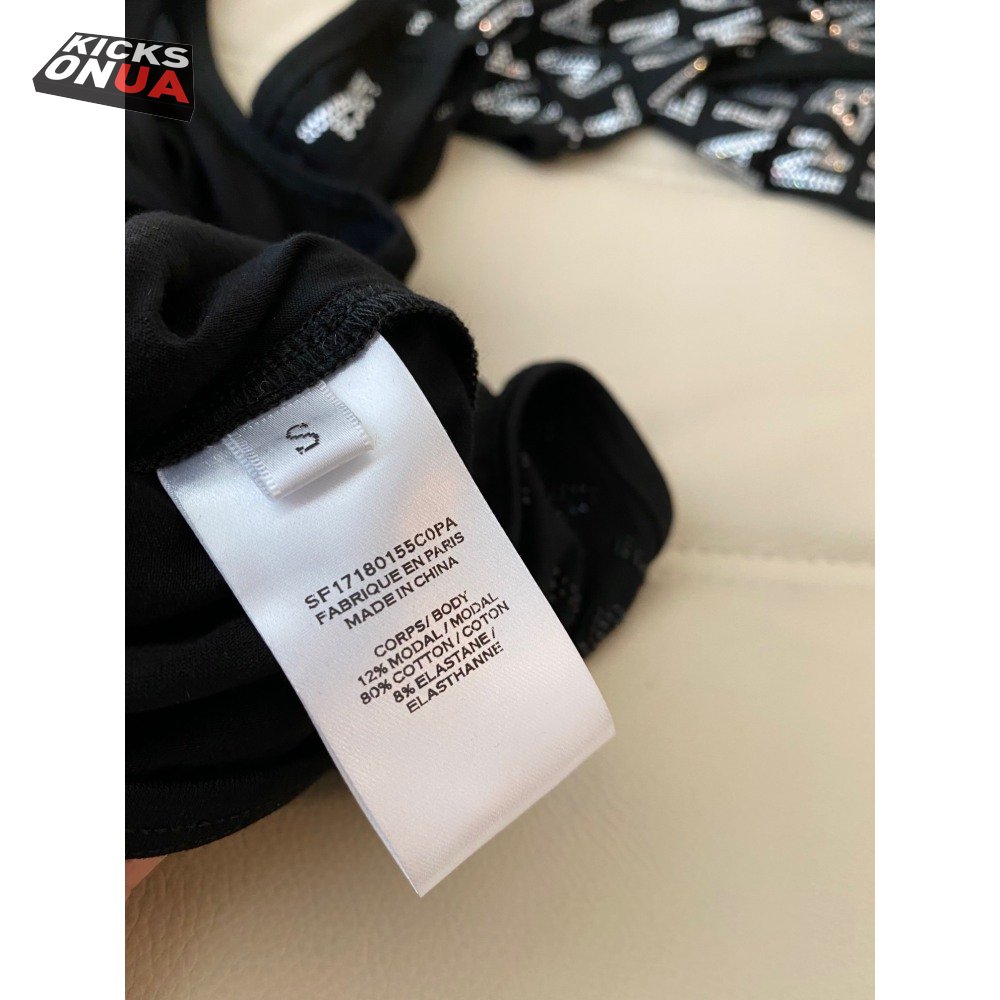 KICKS
ONUA
S
SF17180155C0PA
FABRIQUE EN PARIS
MADE IN CHINA
CORPS/ BODY
12% MODAL / MODAL
80% COTTON / COTON
8% ELASTANE /
ELASTHANNE